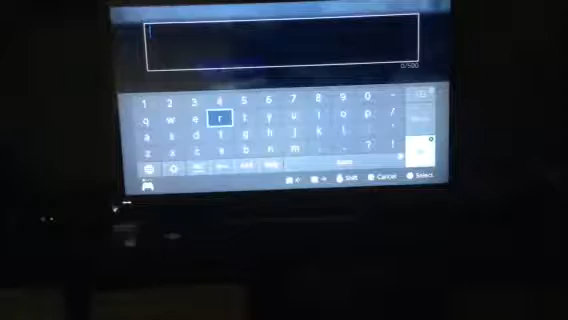 0/500
1 2 3 4 5 6 7 8 9 0 -
q w e r t y u i o p /
a s d f g h j k l
z x c v b n m . ? !
Shift Cancel Select